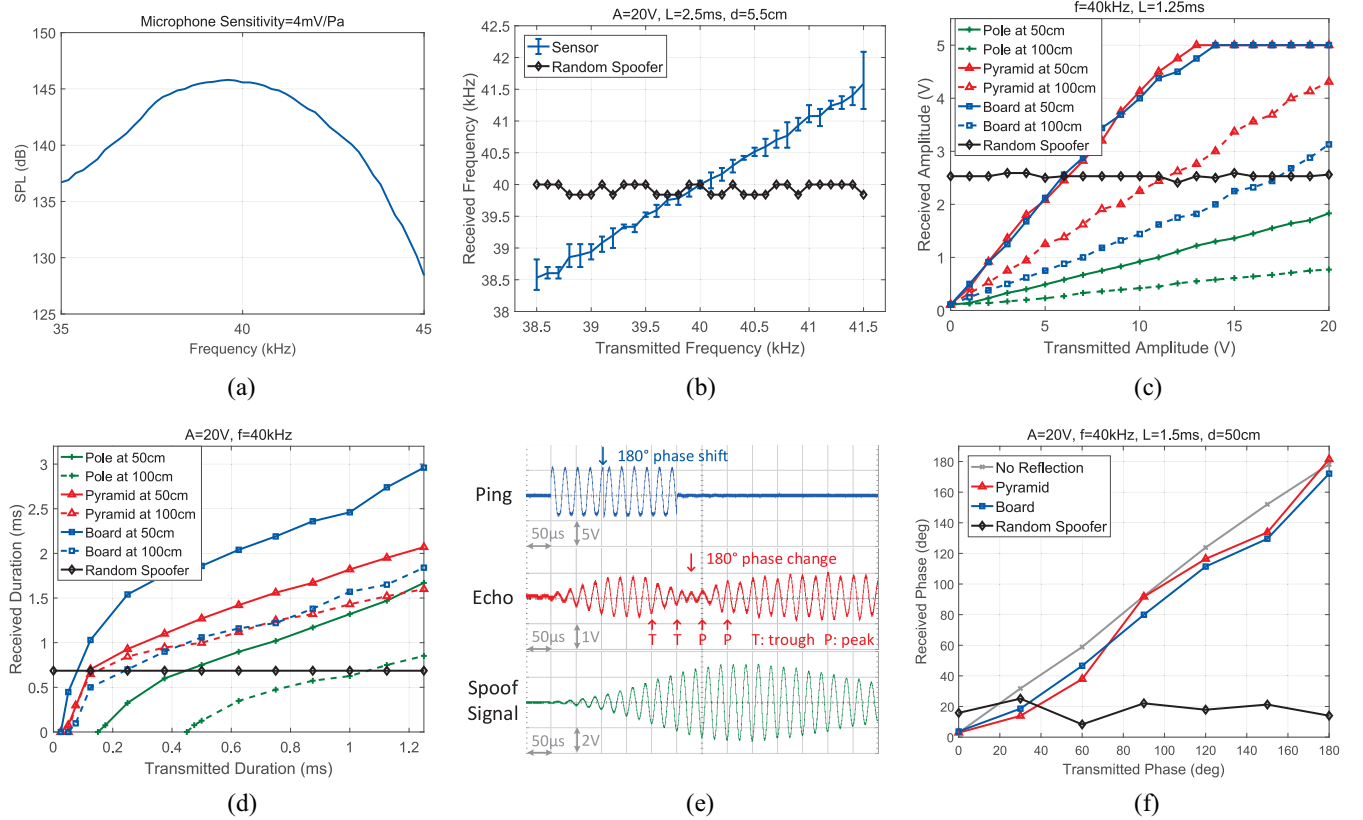 Microphone Sensitivity=4mV/Pa
150
145
140
136
129
125
SPL (dB)
35
40
45
Frequency (kHz)
(a)
A=20V, L=2.5ms, d=5.5cm
Sensor
Random Spoofer
42.5
42
41.5
41
40.5
40
39.5
39
38.5
38
Received Frequency (kHz)
38.5 39 39.5 40 40.5 41 41.5
Transmitted Frequency (kHz)
(b)
f=40kHz, L=1.25ms
Pole at 50cm
Pole at 100cm
Pyramid at 50cm
Pyramid at 100cm
Board at 50cm
Board at 100cm
Random Spoofer
6
5
4
3
2
1
0
Received Amplitude (V)
0 5 10 15 20
Transmitted Amplitude (V)
(c)
A=20V, f=40kHz
Pole at 50cm
Pole at 100cm
Pyramid at 50cm
Pyramid at 100cm
Board at 50cm
Board at 100cm
Random Spoofer
3
2.5
2
1.5
1
0.5
0
Received Duration (ms)
0 0.2 0.4 0.6 0.8 1 1.2
Transmitted Duration (ms)
(d)
180° phase shift
Ping
50µs
5V
180° phase change
Echo
50µs
1V
T T P P
T: trough P: peak
Spoof
Signal
50µs
2V
(e)
A=20V, f=40kHz, L=1.5ms, d=50cm
No Reflection
Pyramid
Board
Random Spoofer
180
160
140
120
100
80
60
40
20
0
Received Phase (deg)
0 20 40 60 80 100 120 140 160 180
Transmitted Phase (deg)
(f)